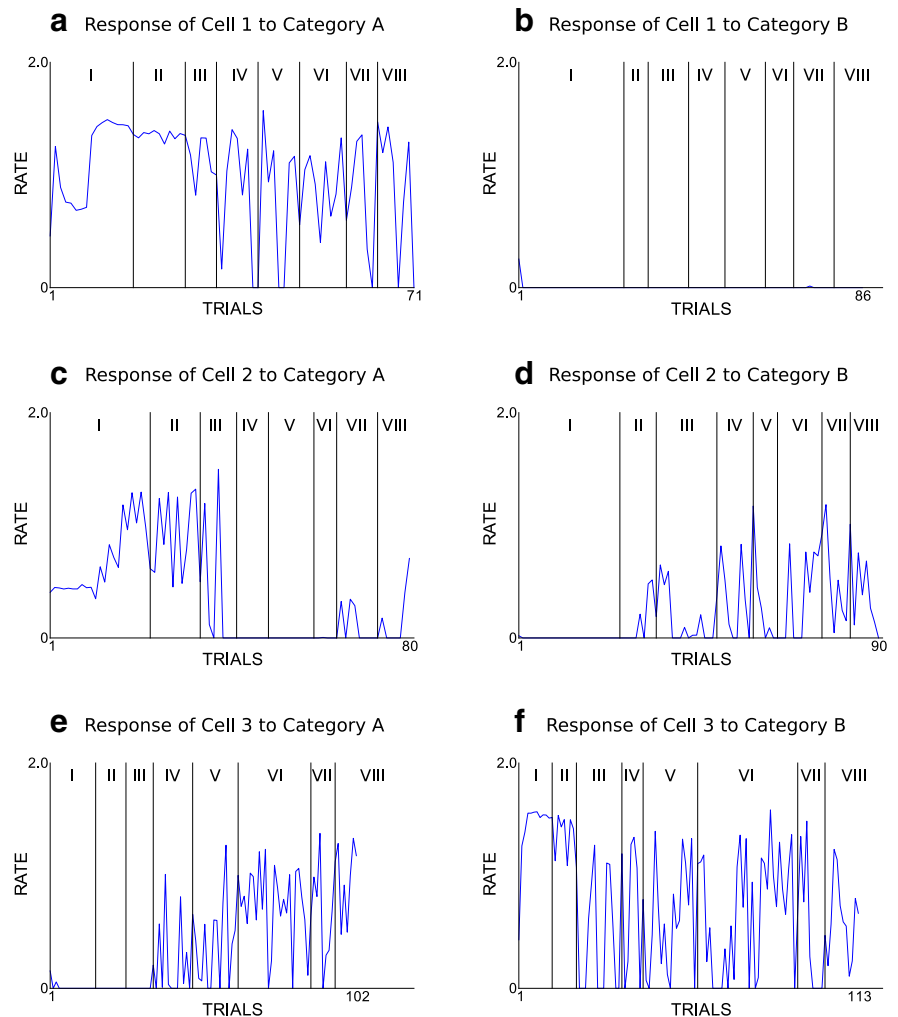 a Response of Cell 1 to Category A
2.0
I II III IV V VI VII VIII
RATE
0
1 71
TRIALS
b Response of Cell 1 to Category B
2.0
I II III IV V VI VII VIII
RATE
0
1 86
TRIALS
c Response of Cell 2 to Category A
2.0
I II III IV V VI VII VIII
RATE
0
1 80
TRIALS
d Response of Cell 2 to Category B
2.0
I II III IV V VI VII VIII
RATE
0
1 90
TRIALS
e Response of Cell 3 to Category A
2.0
I II III IV V VI VII VIII
RATE
0
1 102
TRIALS
f Response of Cell 3 to Category B
2.0
I II III IV V VI VII VIII
RATE
0
1 113
TRIALS